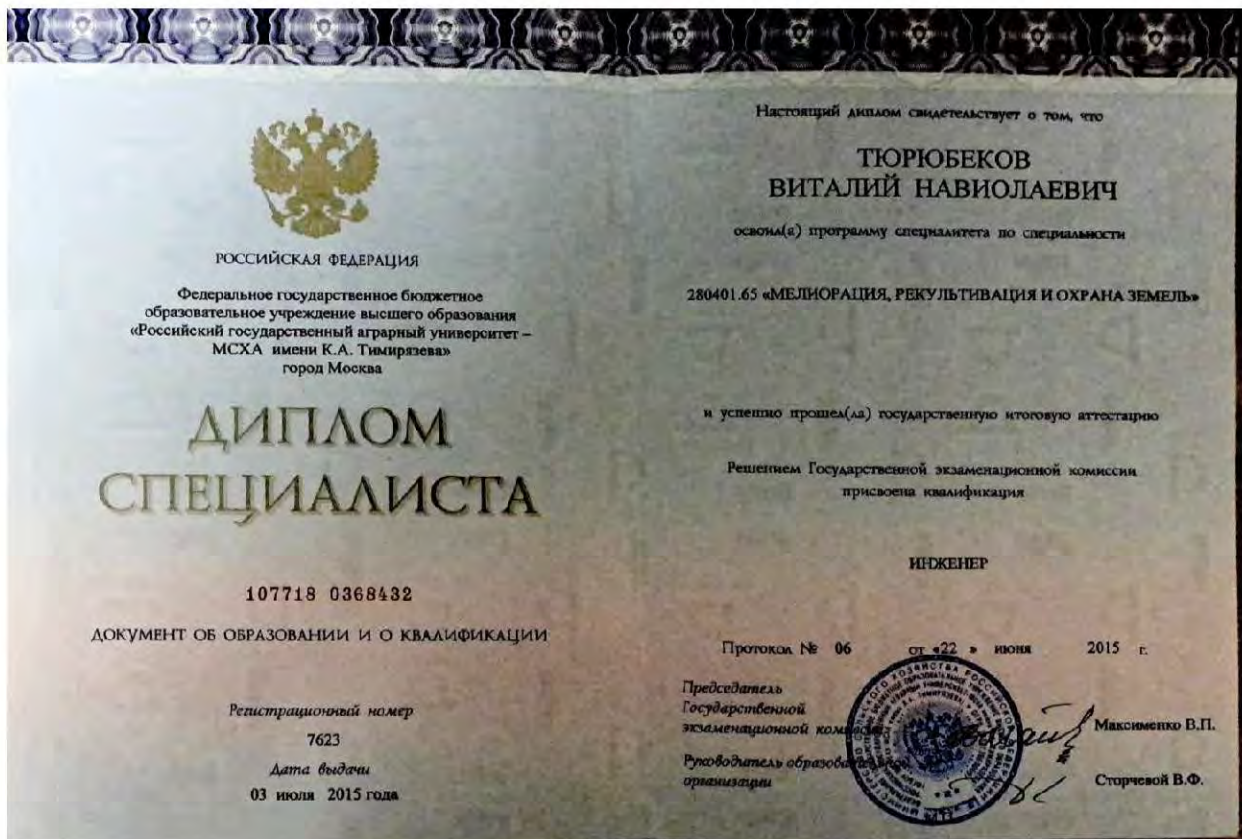 РОССИЙСКАЯ ФЕДЕРАЦИЯ
Федеральное государственное бюджетное
образовательное учреждение высшего образования
«Российский государственный аграрный университет –
МСХА имени К.А. Тимирязева»
город Москва
ДИПЛОМ
СПЕЦИАЛИСТА
107718 0368432
ДОКУМЕНТ ОБ ОБРАЗОВАНИИ И О КВАЛИФИКАЦИИ
Регистрационный номер
7623
Дата выдачи
03 июля 2015 года
Настоящий диплом свидетельствует о том, что
ТЮРЮБЕКОВ
ВИТАЛИЙ НАВИОЛАЕВИЧ
освоил(а) программу специалитета по специальности
280401.65 «МЕЛИОРАЦИЯ, РЕКУЛЬТИВАЦИЯ И ОХРАНА ЗЕМЕЛЬ»
и успешно прошел(ла) государственную итоговую аттестацию
Решением Государственной экзаменационной комиссии
присвоена квалификация
ИНЖЕНЕР
Протокол № 06 от «22 » июня 2015 г.
Председатель
Государственной
экзаменационной
Максименко В.П.
Руководитель
организации
Сторчевой В.Ф.